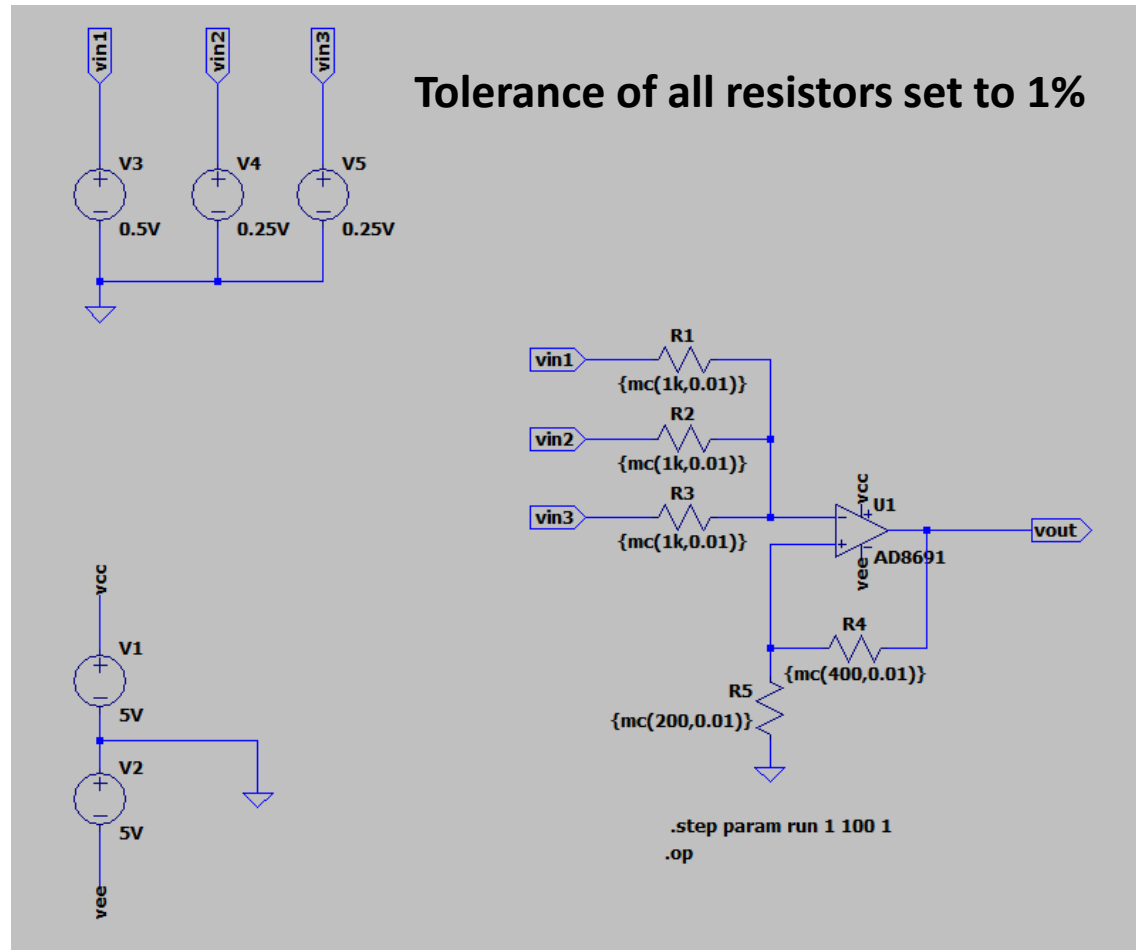 vin1
vin2
vin3
Tolerance of all resistors set to 1%
V3
V4
V5
+
+
+
−
−
−
0.5V
0.25V
0.25V
vin1
R1
{mc(1k,0.01)}
vin2
R2
{mc(1k,0.01)}
vin3
R3
{mc(1k,0.01)}
vcc
U1
+
−
+
−
vee
AD8691
vout
R4
{mc(400,0.01)}
R5
{mc(200,0.01)}
vcc
V1
+
−
5V
V2
+
−
5V
vee
.step param run 1 100 1
.op